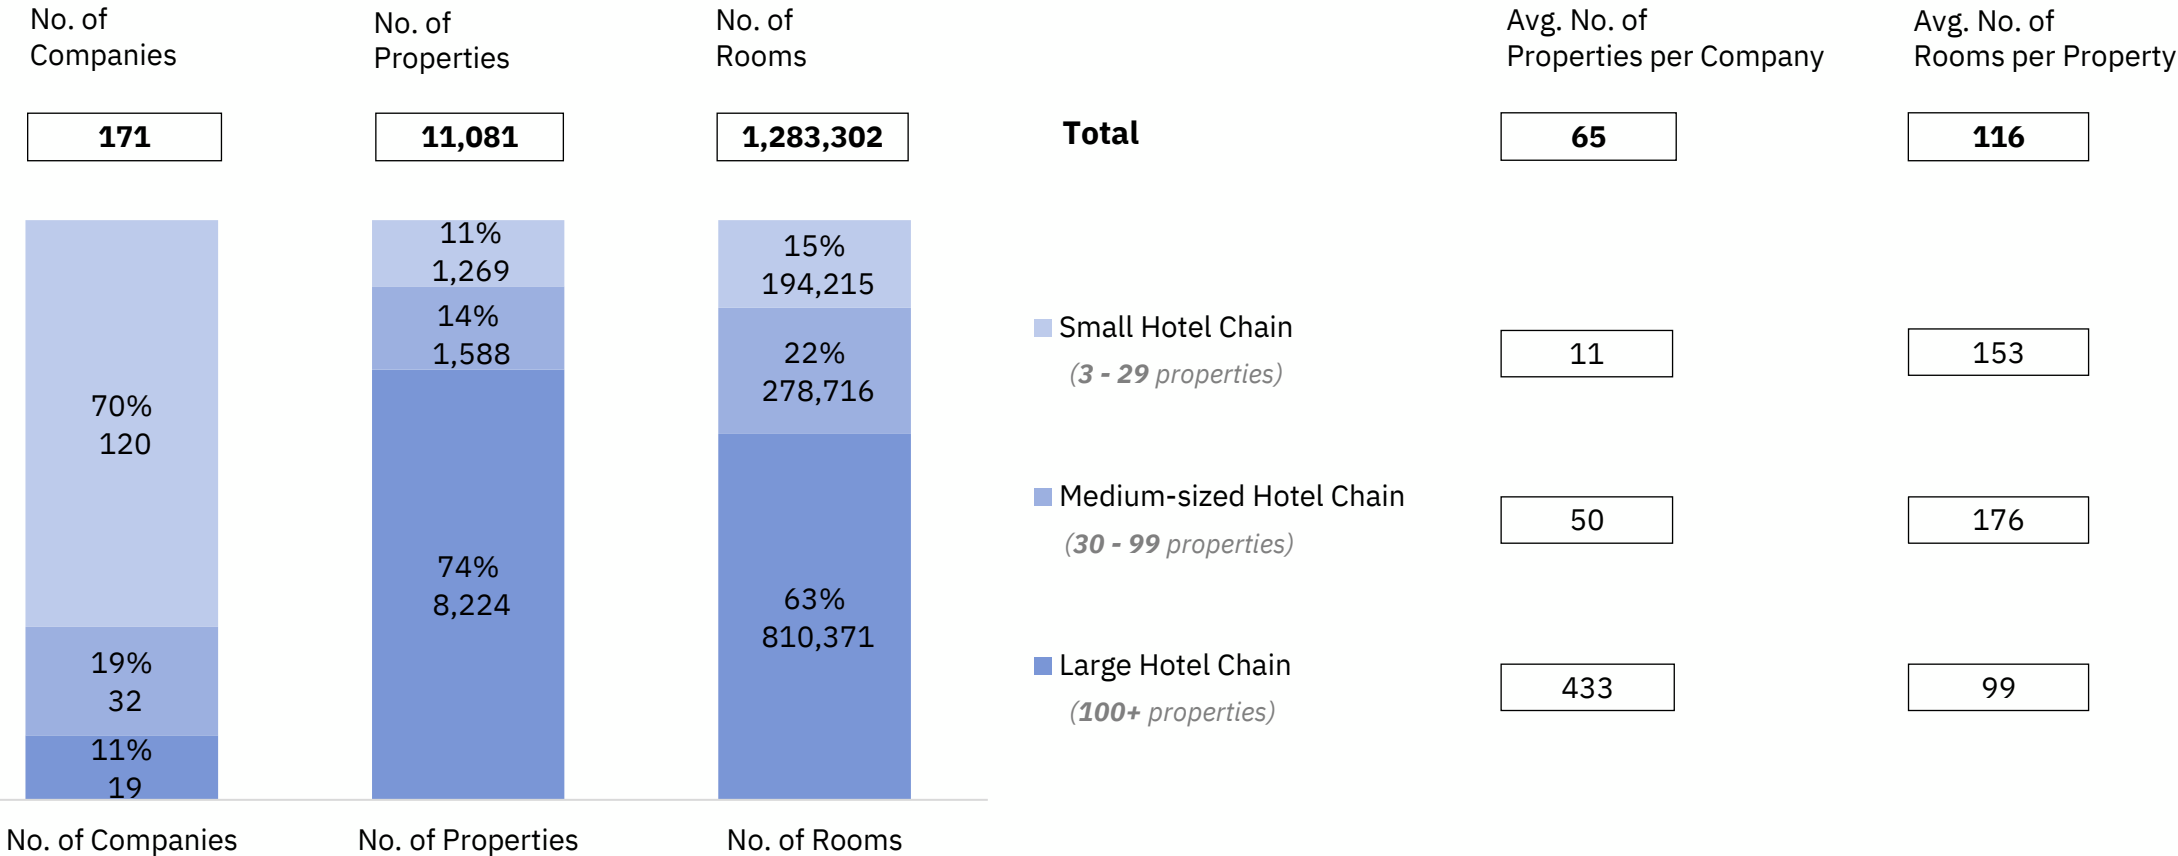 No. of
Companies
No. of
Properties
No. of
Rooms
Avg. No. of
Properties per Company
Avg. No. of
Rooms per Property
171
11,081
1,283,302
Total
65
116
70%
120
19%
32
11%
19
11%
1,269
14%
1,588
74%
8,224
15%
194,215
22%
278,716
63%
810,371
Small Hotel Chain
(3 - 29 properties)
11
153
Medium-sized Hotel Chain
(30 - 99 properties)
50
176
Large Hotel Chain
(100+ properties)
433
99
No. of Companies
No. of Properties
No. of Rooms